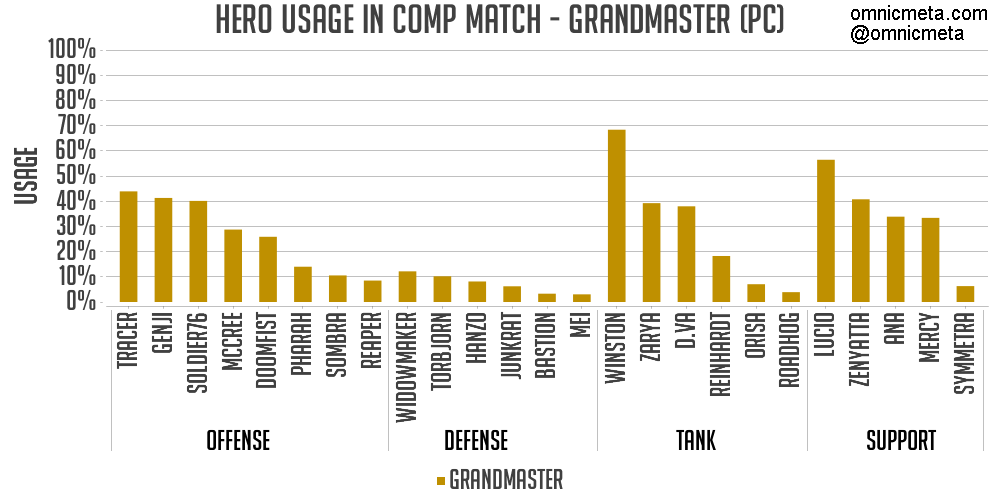 HERO USAGE IN COMP MATCH - GRANDMASTER (PC)
omnicmeta.com
@omnicmeta
USAGE
100%
90%
80%
70%
60%
50%
40%
30%
20%
10%
0%
TRACER
GENJI
SOLDIER76
MCCREE
DOOMFIST
PHARAH
SOMBRA
REAPER
WIDOWMAKER
TORBJORN
HANZO
JUNKRAT
BASTION
MEI
WINSTON
ZARYA
D.VA
REINHARDT
ORISA
ROADHOG
LUCIO
ZENYATTA
ANA
MERCY
SYMMETRA
OFFENSE
DEFENSE
TANK
SUPPORT
GRANDMASTER